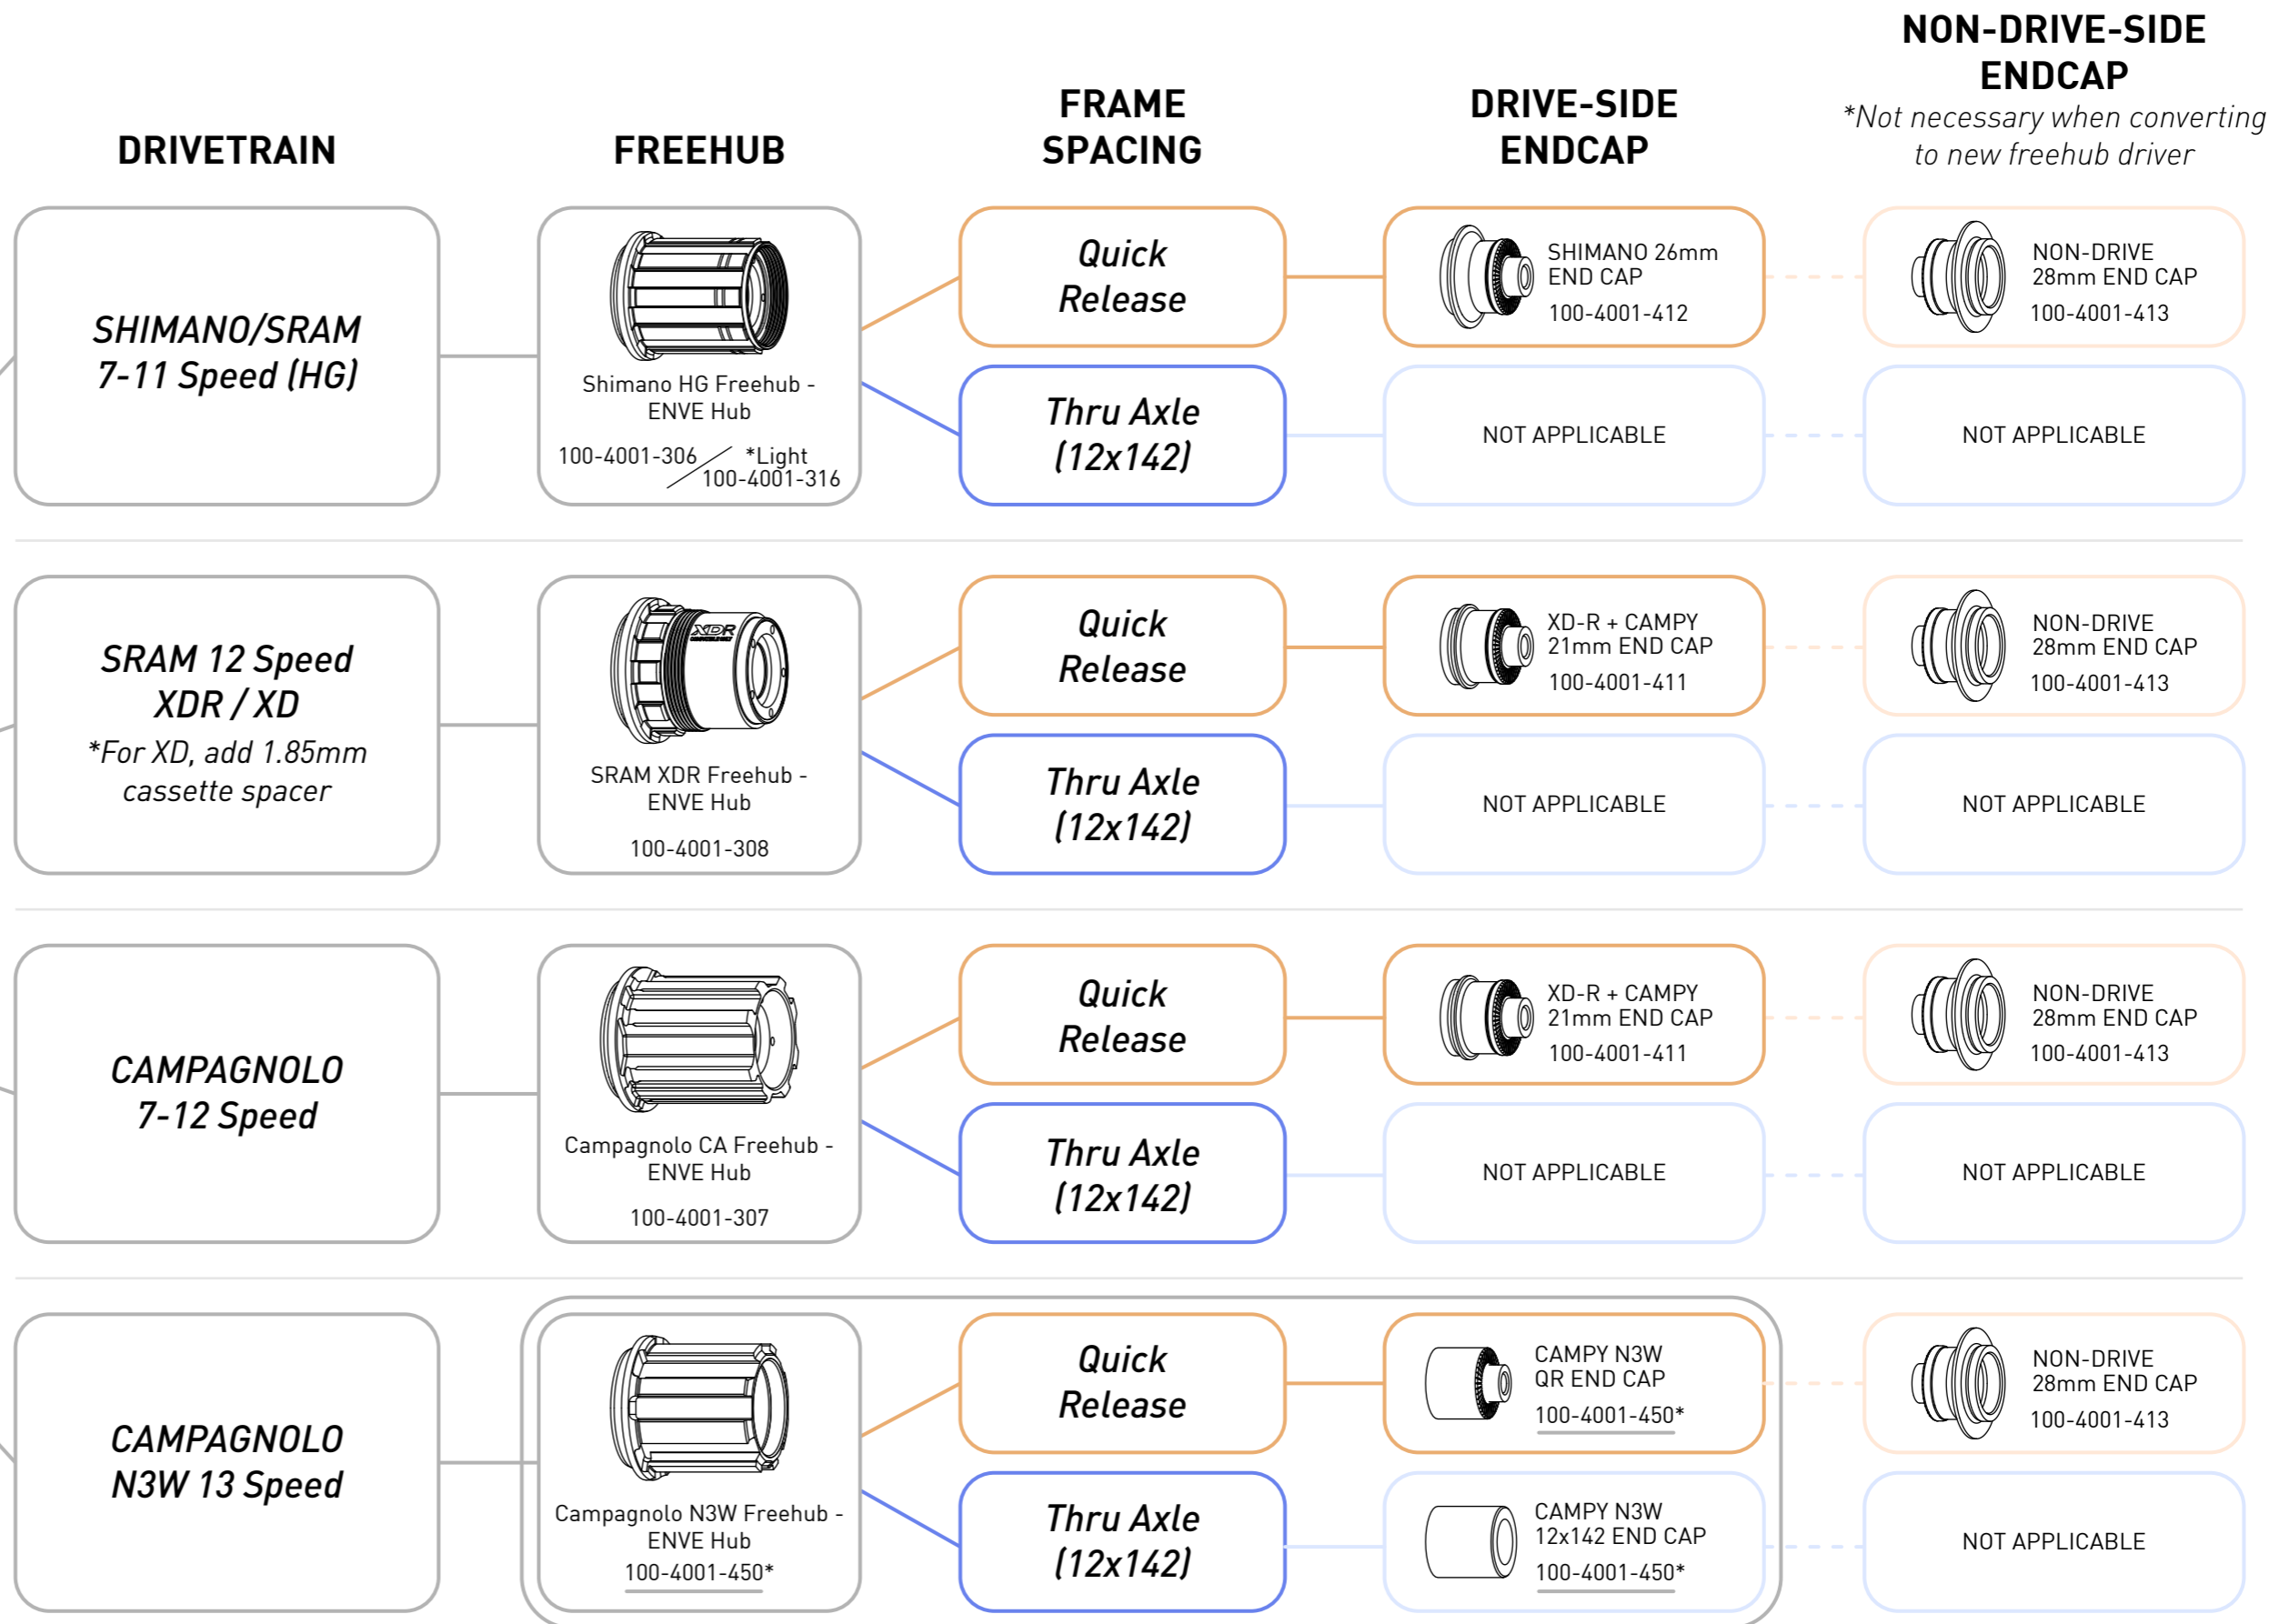 DRIVETRAIN
FREEHUB
FRAME
SPACING
DRIVE-SIDE
ENDCAP
NON-DRIVE-SIDE
ENDCAP
*Not necessary when converting
to new freehub driver
SHIMANO/SRAM
7-11 Speed (HG)
Shimano HG Freehub -
ENVE Hub
100-4001-306
*Light
100-4001-316
Quick
Release
SHIMANO 26mm
END CAP
100-4001-412
NON-DRIVE
28mm END CAP
100-4001-413
Thru Axle
(12x142)
NOT APPLICABLE
NOT APPLICABLE
SRAM 12 Speed
XDR / XD
*For XD, add 1.85mm
cassette spacer
XDR
SRAM XDR Freehub -
ENVE Hub
100-4001-308
Quick
Release
XD-R + CAMPY
21mm END CAP
100-4001-411
NON-DRIVE
28mm END CAP
100-4001-413
Thru Axle
(12x142)
NOT APPLICABLE
NOT APPLICABLE
CAMPAGNOLO
7-12 Speed
Campagnolo CA Freehub -
ENVE Hub
100-4001-307
Quick
Release
XD-R + CAMPY
21mm END CAP
100-4001-411
NON-DRIVE
28mm END CAP
100-4001-413
Thru Axle
(12x142)
NOT APPLICABLE
NOT APPLICABLE
CAMPAGNOLO
N3W 13 Speed
Campagnolo N3W Freehub -
ENVE Hub
100-4001-450*
Quick
Release
CAMPY N3W
QR END CAP
100-4001-450*
NON-DRIVE
28mm END CAP
100-4001-413
Thru Axle
(12x142)
CAMPY N3W
12x142 END CAP
100-4001-450*
NOT APPLICABLE